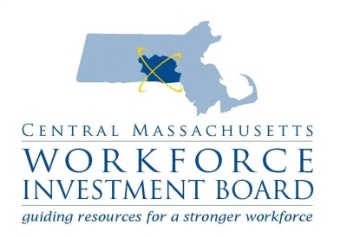 CENTRAL MASSACHUSETTS
WORKFORCE
INVESTMENT BOARD
guiding resources for a stronger workforce